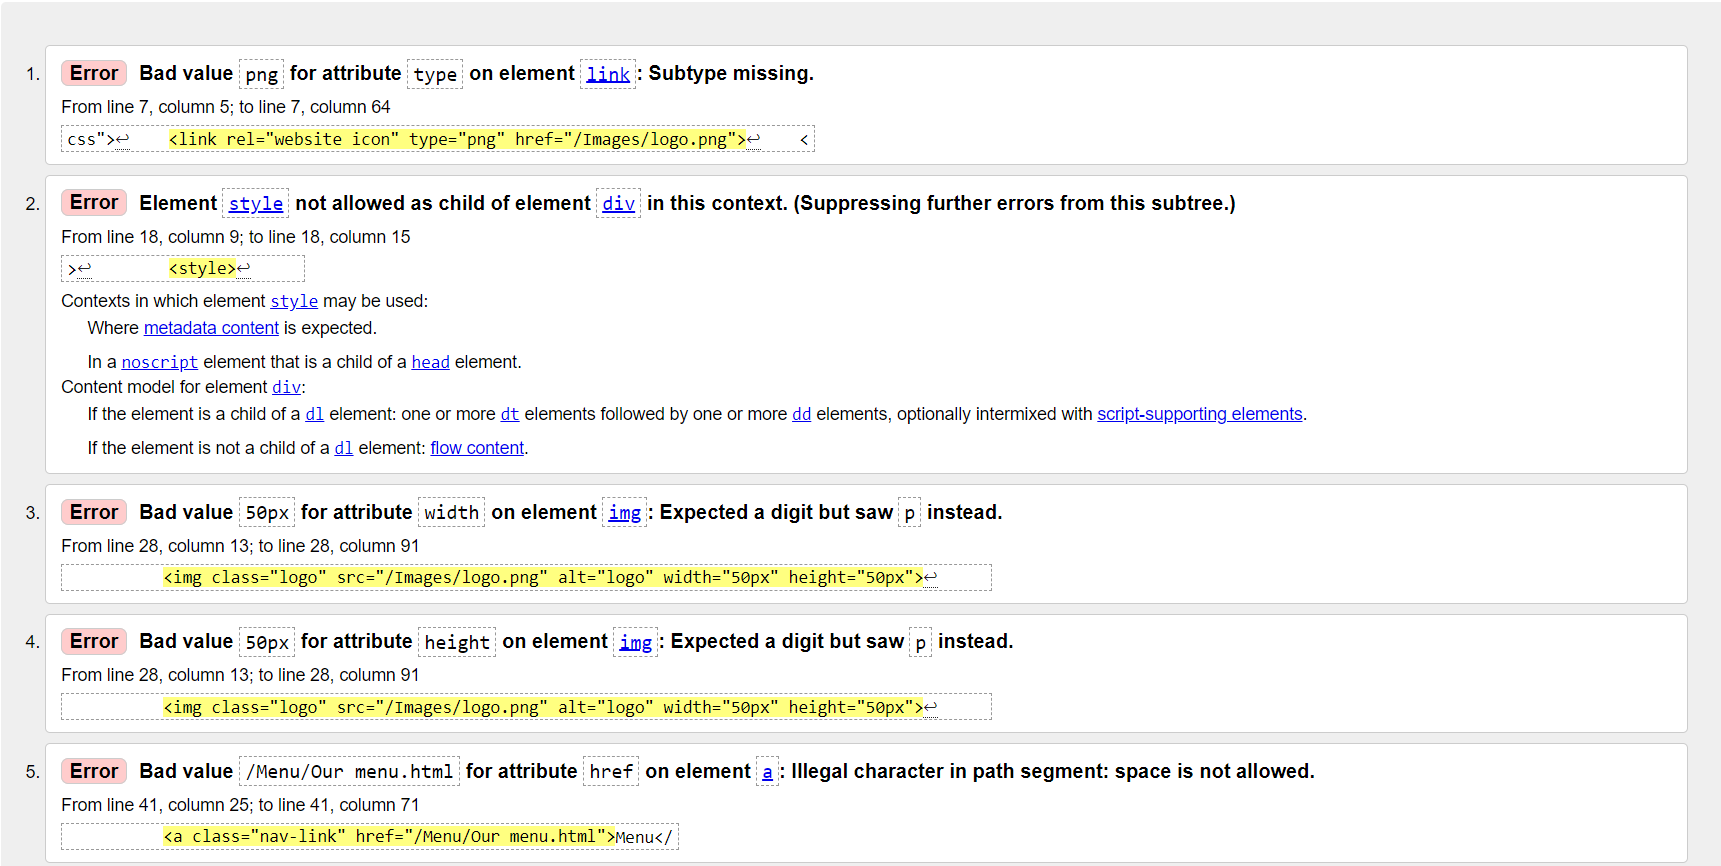 1. Error Bad value png for attribute type on element link: Subtype missing.
From line 7, column 5; to line 7, column 64
css">↩ <link rel="website icon" type="png" href="/Images/logo.png">↩ <
2. Error Element style not allowed as child of element div in this context. (Suppressing further errors from this subtree.)
From line 18, column 9; to line 18, column 15
>↩ <style>↩
Contexts in which element style may be used:
Where metadata content is expected.
In a noscript element that is a child of a head element.
Content model for element div:
If the element is a child of a dl element: one or more dt elements followed by one or more dd elements, optionally intermixed with script-supporting elements.
If the element is not a child of a dl element: flow content.
3. Error Bad value 50px for attribute width on element img: Expected a digit but saw p instead.
From line 28, column 13; to line 28, column 91
<img class="logo" src="/Images/logo.png" alt="logo" width="50px" height="50px">↩
4. Error Bad value 50px for attribute height on element img: Expected a digit but saw p instead.
From line 28, column 13; to line 28, column 91
<img class="logo" src="/Images/logo.png" alt="logo" width="50px" height="50px">↩
5. Error Bad value /Menu/Our menu.html for attribute href on element a: Illegal character in path segment: space is not allowed.
From line 41, column 25; to line 41, column 71
<a class="nav-link" href="/Menu/Our menu.html">Menu</